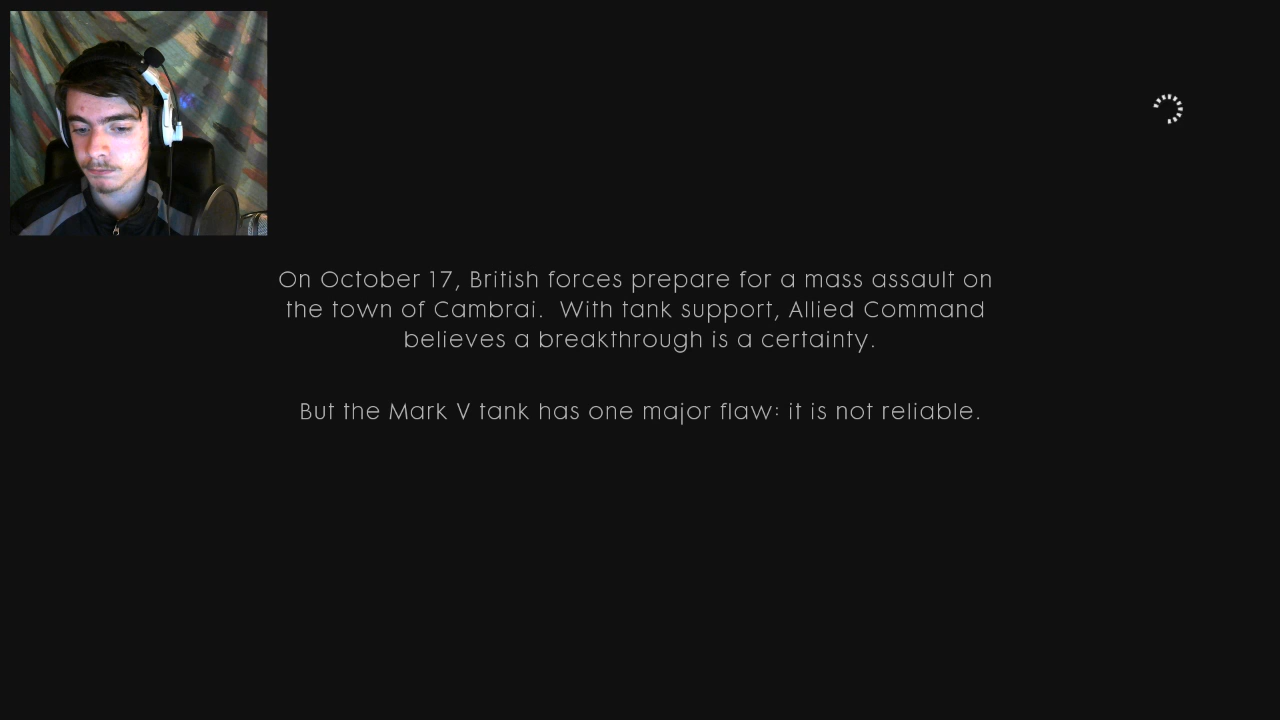 On October 17, British forces prepare for a mass assault on
the town of Cambrai. With tank support, Allied Command
believes a breakthrough is a certainty.
But the Mark V tank has one major flaw: it is not reliable.